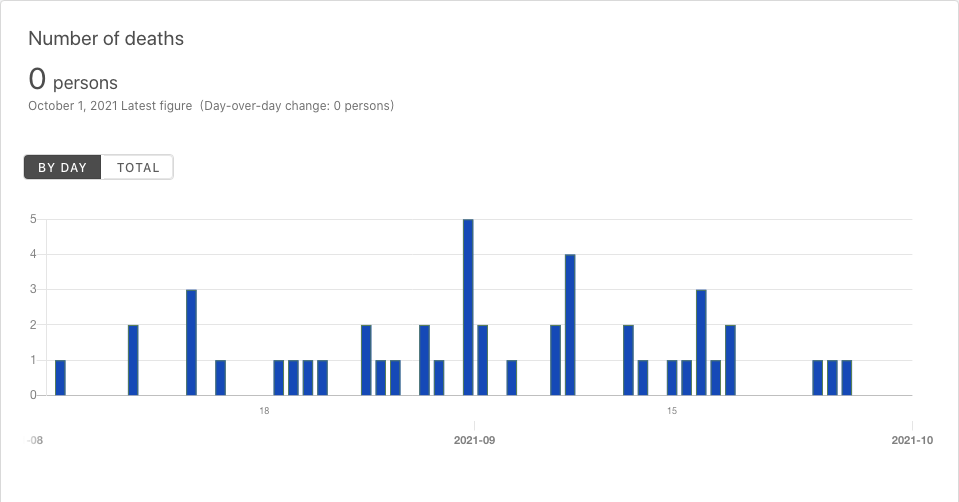 Number of deaths
0 persons
October 1, 2021 Latest figure (Day-over-day change: 0 persons)
BY DAY TOTAL
5
4
3
2
1
0
18 15
-08 2021-09 2021-10